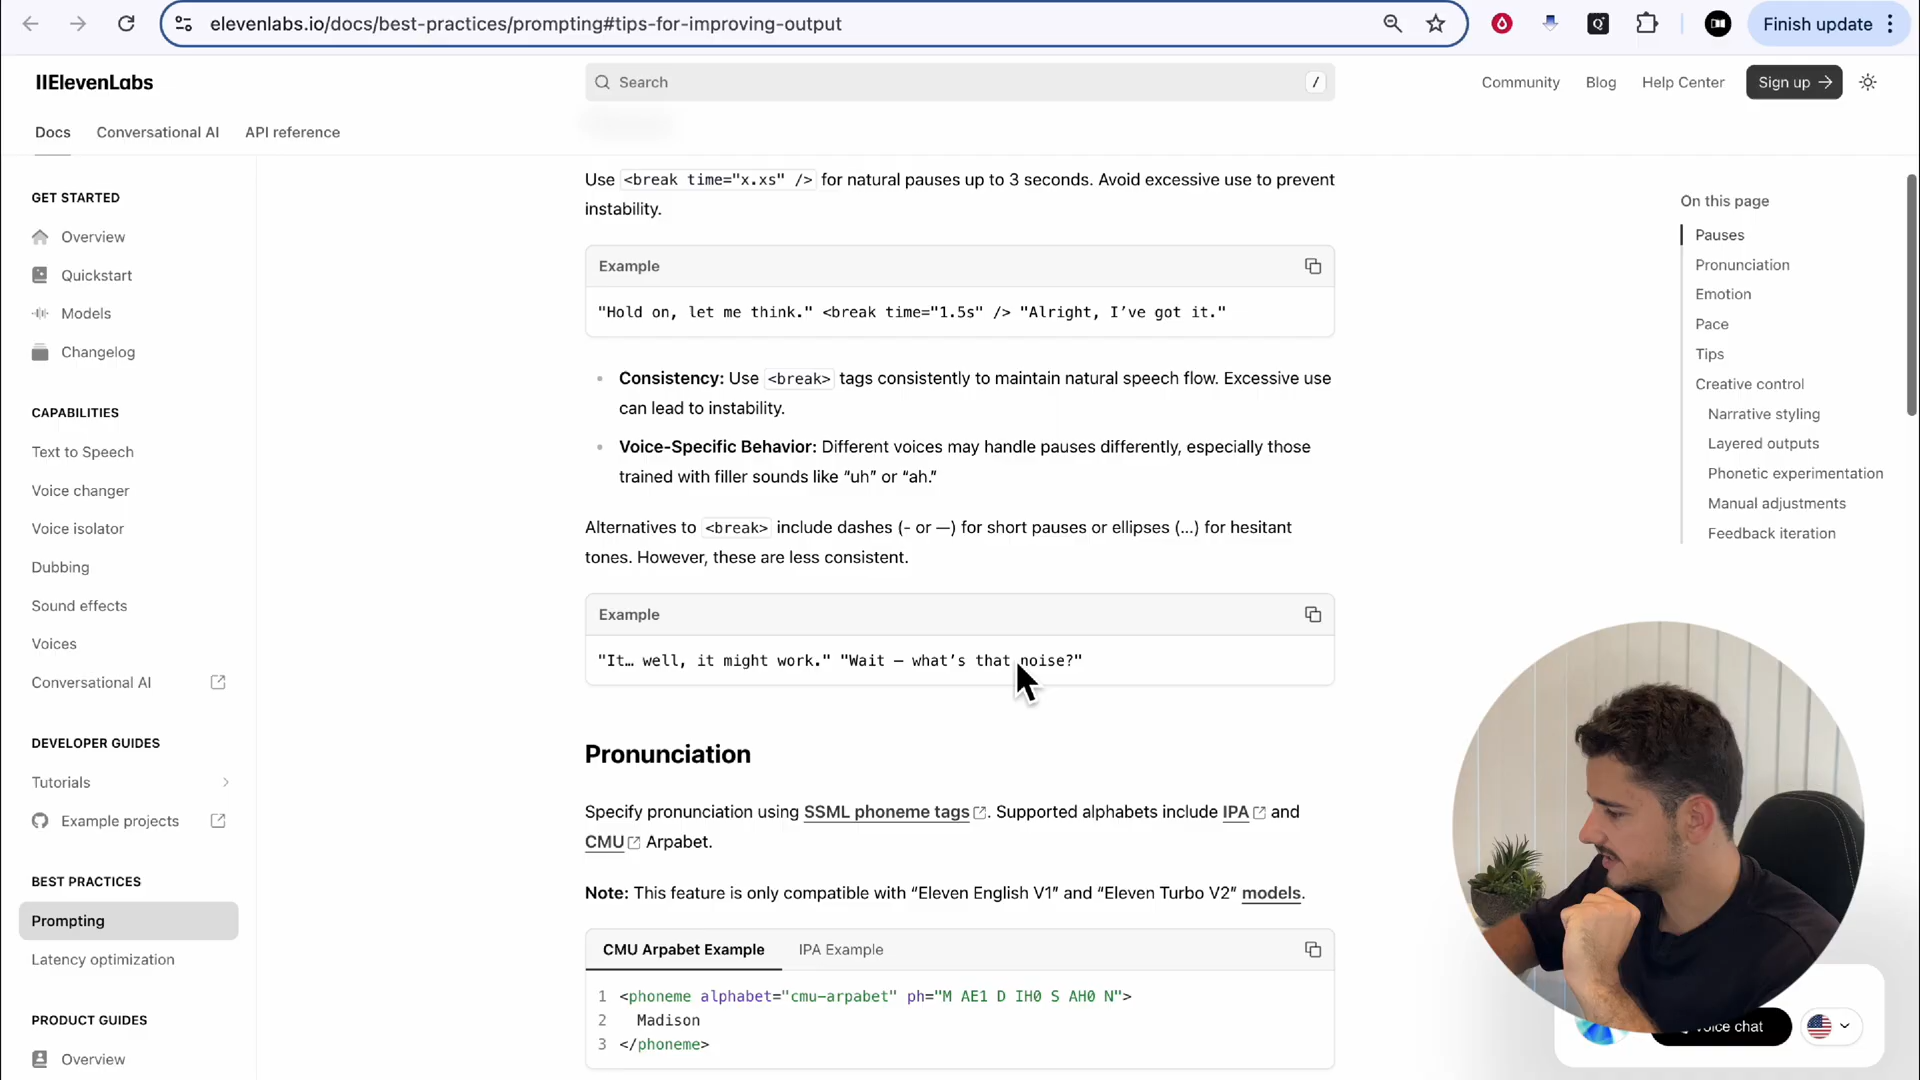 elevenlabs.io/docs/best-practices/prompting#tips-for-improving-output
Finish update
IIElevenLabs
Search
/
Community
Blog
Help Center
Sign up
Docs
Conversational AI
API reference
GET STARTED
Overview
Quickstart
Models
Changelog
CAPABILITIES
Text to Speech
Voice changer
Voice isolator
Dubbing
Sound effects
Voices
Conversational AI
DEVELOPER GUIDES
Tutorials
Example projects
BEST PRACTICES
Prompting
Latency optimization
PRODUCT GUIDES
Overview
Use <break time="x.xs" /> for natural pauses up to 3 seconds. Avoid excessive use to prevent
instability.
Example
"Hold on, let me think." <break time="1.5s" /> "Alright, I’ve got it."
Consistency: Use <break> tags consistently to maintain natural speech flow. Excessive use
can lead to instability.
Voice-Specific Behavior: Different voices may handle pauses differently, especially those
trained with filler sounds like “uh” or “ah.”
Alternatives to <break> include dashes (- or —) for short pauses or ellipses (…) for hesitant
tones. However, these are less consistent.
Example
"It… well, it might work." "Wait — what’s that noise?"
Pronunciation
Specify pronunciation using SSML phoneme tags. Supported alphabets include IPA and
CMU Arpabet.
Note: This feature is only compatible with “Eleven English V1” and “Eleven Turbo V2” models.
CMU Arpabet Example
IPA Example
1 <phoneme alphabet="cmu-arpabet" ph="M AE1 D IH0 S AH0 N">
2 Madison
3 </phoneme>
On this page
Pauses
Pronunciation
Emotion
Pace
Tips
Creative control
Narrative styling
Layered outputs
Phonetic experimentation
Manual adjustments
Feedback iteration
chat